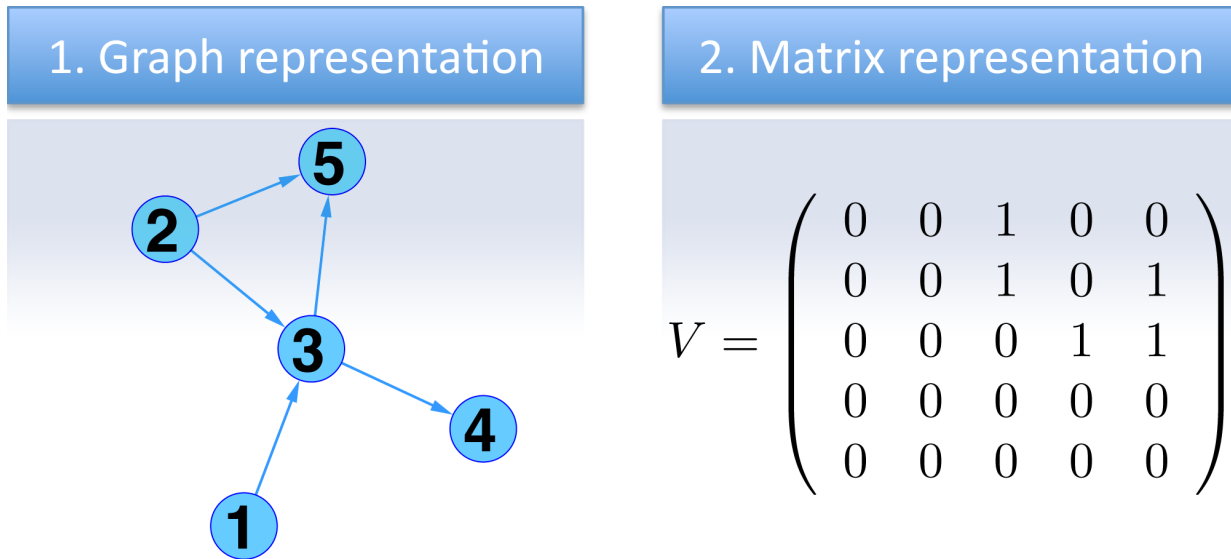 1. Graph representation
5
2
3
4
1
2. Matrix representation
0 0 1 0 0
0 0 1 0 1
V = 0 0 0 1 1
0 0 0 0 0
0 0 0 0 0